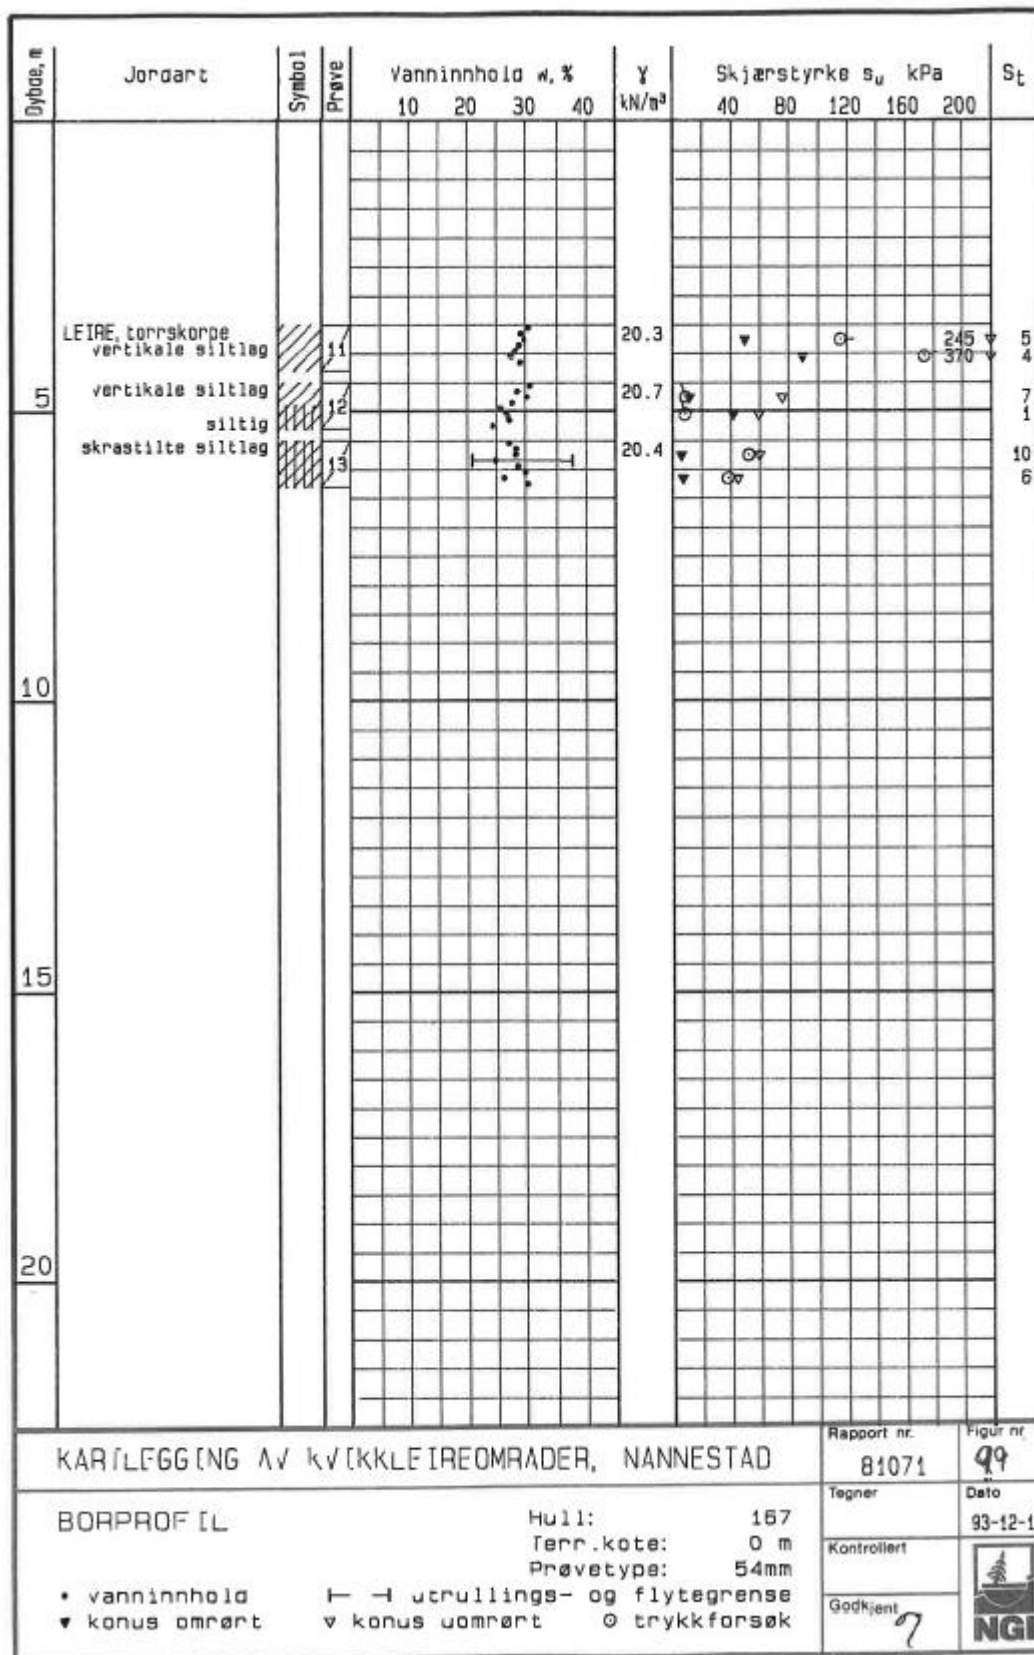 Dybde, m Jordart Symbol Prøve Vanninnhold w, % γ Skjærstyrke su kPa St
10 20 30 40 kN/m³ 40 80 120 160 200
LEIRE, torrskorpe 20.3 245 5
vertikale siltlag 11 370 4
vertikale siltlag 20.7 7
5 12 1
siltig
skrastilte siltlag 20.4 10
13 6
10
15
20
KARTLEGGING AV KVIKKLEIREOMRADER, NANNESTAD
Rapport nr.
81071
Figur nr
99
BORPROFIL
Hull: 167
Terr.kote: 0 m
Prøvetype: 54mm
• vanninnhold ⊢ ⊣ utrullings- og flytegrense
▼ konus omrørt ▽ konus uomrørt ⊙ trykkforsøk
Tegner
Dato
93-12-1
Kontrollert
Godkjent
NGI